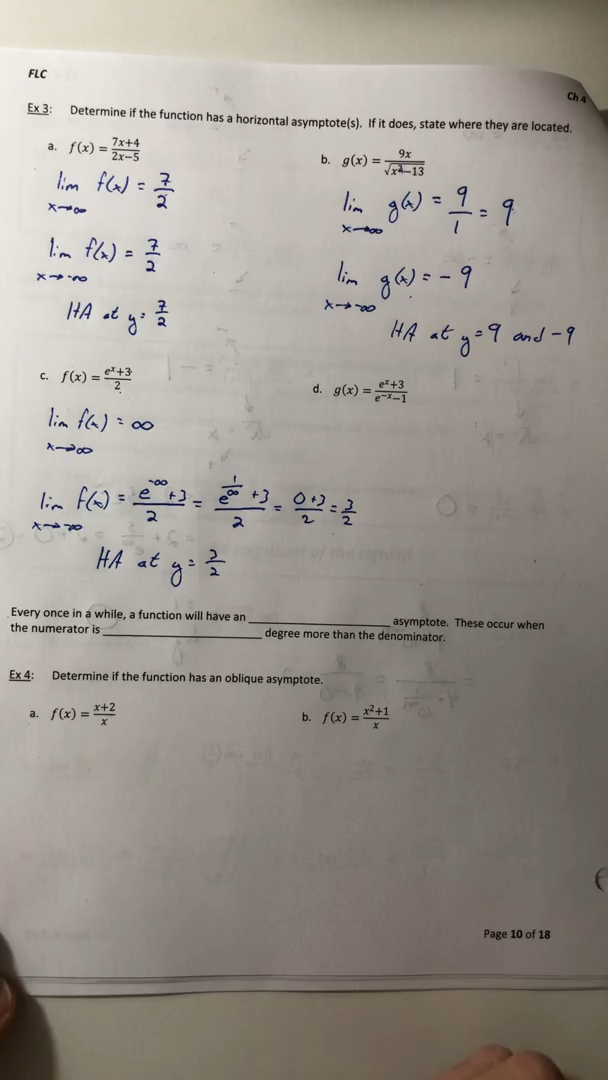 FLC
Ch 4
Ex 3: Determine if the function has a horizontal asymptote(s). If it does, state where they are located.
a. f(x) = 7x+4 / 2x−5
lim f(x) = 7/2
x→∞
lim f(x) = 7/2
x→-∞
HA at y = 7/2
b. g(x) = 9x / √x²−13
lim g(x) = 9/1 = 9
x→∞
lim g(x) = -9
x→-∞
HA at y = 9 and -9
c. f(x) = eˣ+3 / 2
lim f(x) = ∞
x→∞
lim f(x) = e^-∞ +3 / 2 = 1/e^∞ +3 / 2 = 0+3 / 2 = 3/2
x→-∞
HA at y = 3/2
d. g(x) = eˣ+3 / e⁻ˣ−1
Every once in a while, a function will have an ____________________ asymptote. These occur when
the numerator is ______________________ degree more than the denominator.
Ex 4: Determine if the function has an oblique asymptote.
a. f(x) = x+2 / x
b. f(x) = x²+1 / x
Page 10 of 18